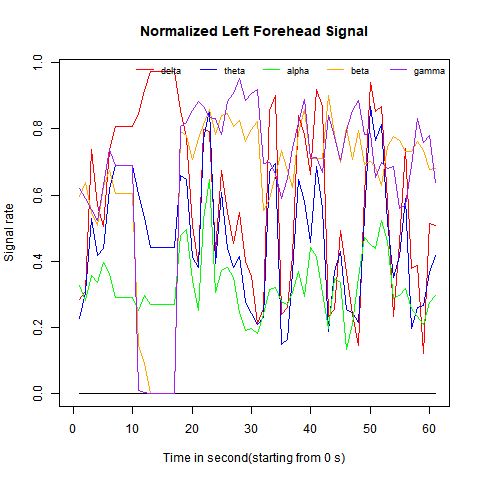 Normalized Left Forehead Signal
delta theta alpha beta gamma
Signal rate
1.0
0.8
0.6
0.4
0.2
0.0
0 10 20 30 40 50 60
Time in second(starting from 0 s)